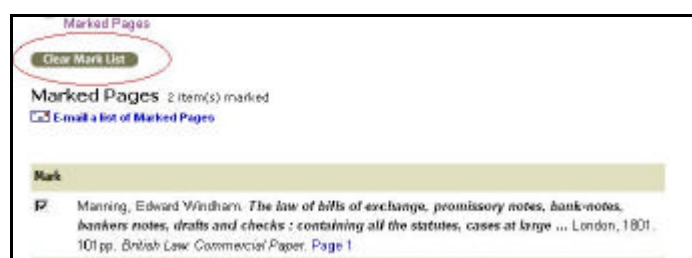 Marked Pages
Clear Mark List
Marked Pages 2 item(s) marked
E-mail a list of Marked Pages
Mark
Manning, Edward Windham. The law of bills of exchange, promissory notes, bank-notes,
bankers notes, drafts and checks : containing all the statutes, cases at large ... London, 1801.
101 pp. British Law: Commercial Paper. Page 1